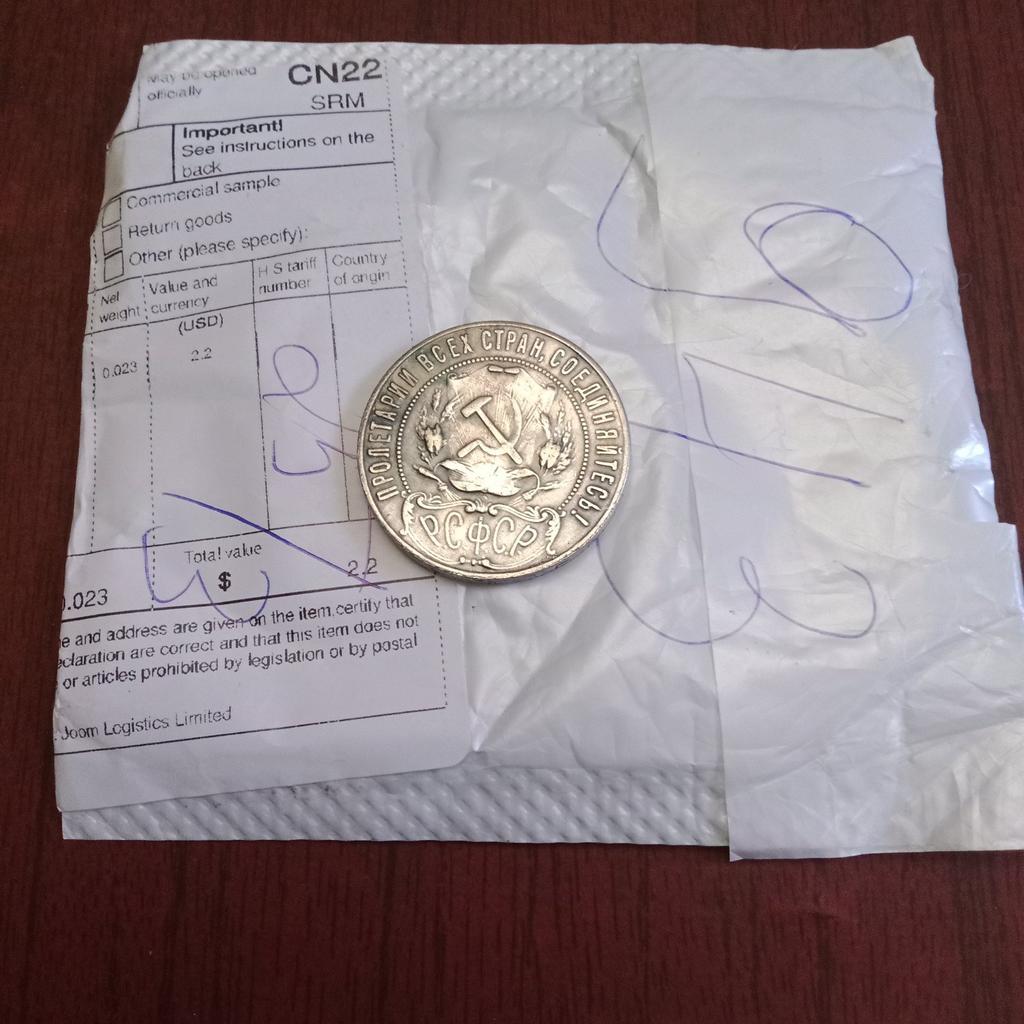 May be opened
officially
CN22
SRM
Important!
See instructions on the
back
Commercial sample
Return goods
Other (please specify):
Net
weight
Value and
currency
(USD)
H S tariff
number
Country
of origin
0.023
2.2
Total value
$
2.2
0.023
e and address are given on the item, certify that
eclaration are correct and that this item does not
or articles prohibited by legislation or by postal
Joom Logistics Limited
ПРОЛЕТАРИИ ВСЕХ СТРАН, СОЕДИНЯЙТЕСЬ!
РСФСР